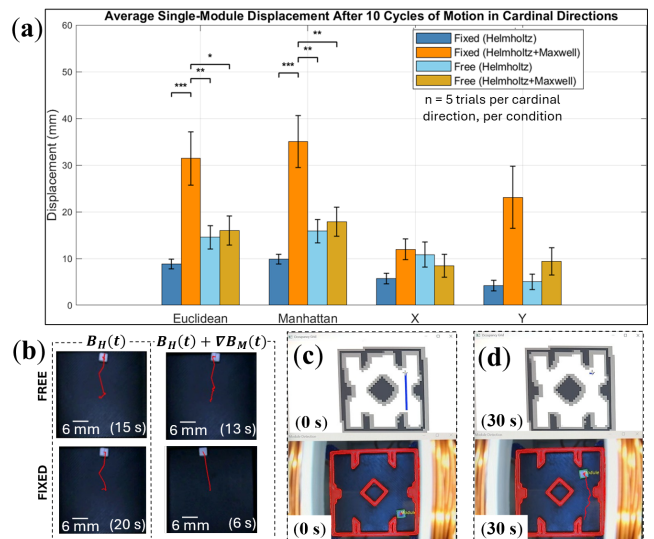 (a)
Average Single-Module Displacement After 10 Cycles of Motion in Cardinal Directions
Displacement (mm)
60
50
40
30
20
10
0
Fixed (Helmholtz)
Fixed (Helmholtz+Maxwell)
Free (Helmholtz)
Free (Helmholtz+Maxwell)
n = 5 trials per cardinal
direction, per condition
*** ** *
*** ** **
Euclidean Manhattan X Y
(b) B_H(t) B_H(t) + ∇B_M(t)
FREE
6 mm (15 s)
6 mm (13 s)
FIXED
6 mm (20 s)
6 mm (6 s)
(c)
(0 s)
(0 s)
(d)
(30 s)
(30 s)